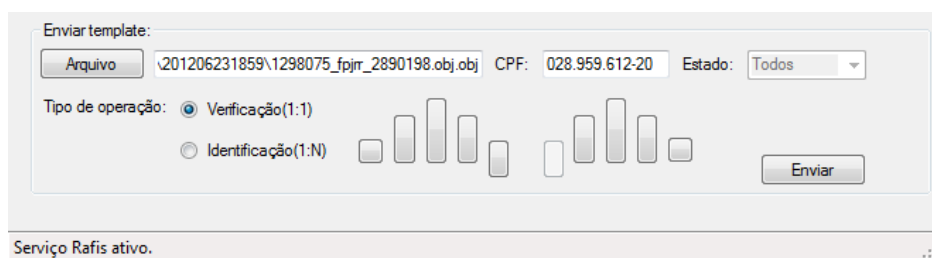 Enviar template:
Arquivo \201206231859\1298075_fpjrr_2890198.obj.obj CPF: 028.959.612-20 Estado: Todos
Tipo de operação: Verificação(1:1)
Identificação(1:N)
Enviar
Serviço Rafis ativo.